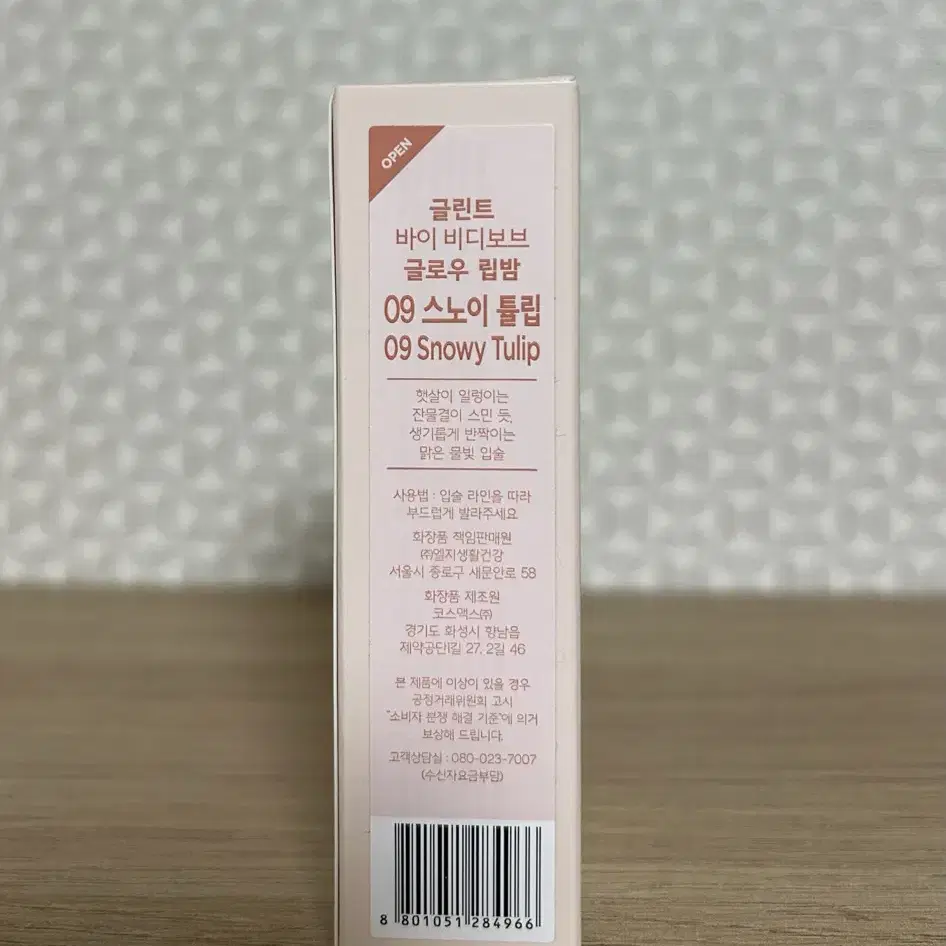 OPEN
글린트
바이 비디보브
글로우 립밤
09 스노이 튤립
09 Snowy Tulip
햇살이 일렁이는
잔물결이 스민 듯,
생기롭게 반짝이는
맑은 물빛 입술
사용법 : 입술 라인을 따라
부드럽게 발라주세요
화장품 책임판매원
㈜엘지생활건강
서울시 종로구 새문안로 58
화장품 제조원
코스맥스㈜
경기도 화성시 향남읍
제약공단1길 27, 2길 46
본 제품에 이상이 있을 경우
공정거래위원회 고시
"소비자 분쟁 해결 기준"에 의거
보상해 드립니다.
고객상담실 : 080-023-7007
(수신자요금부담)
8 801051 284966